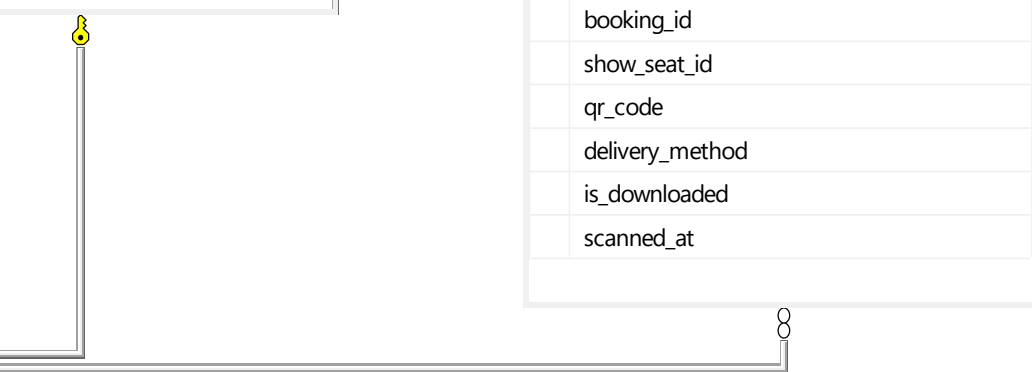 booking_id
show_seat_id
qr_code
delivery_method
is_downloaded
scanned_at